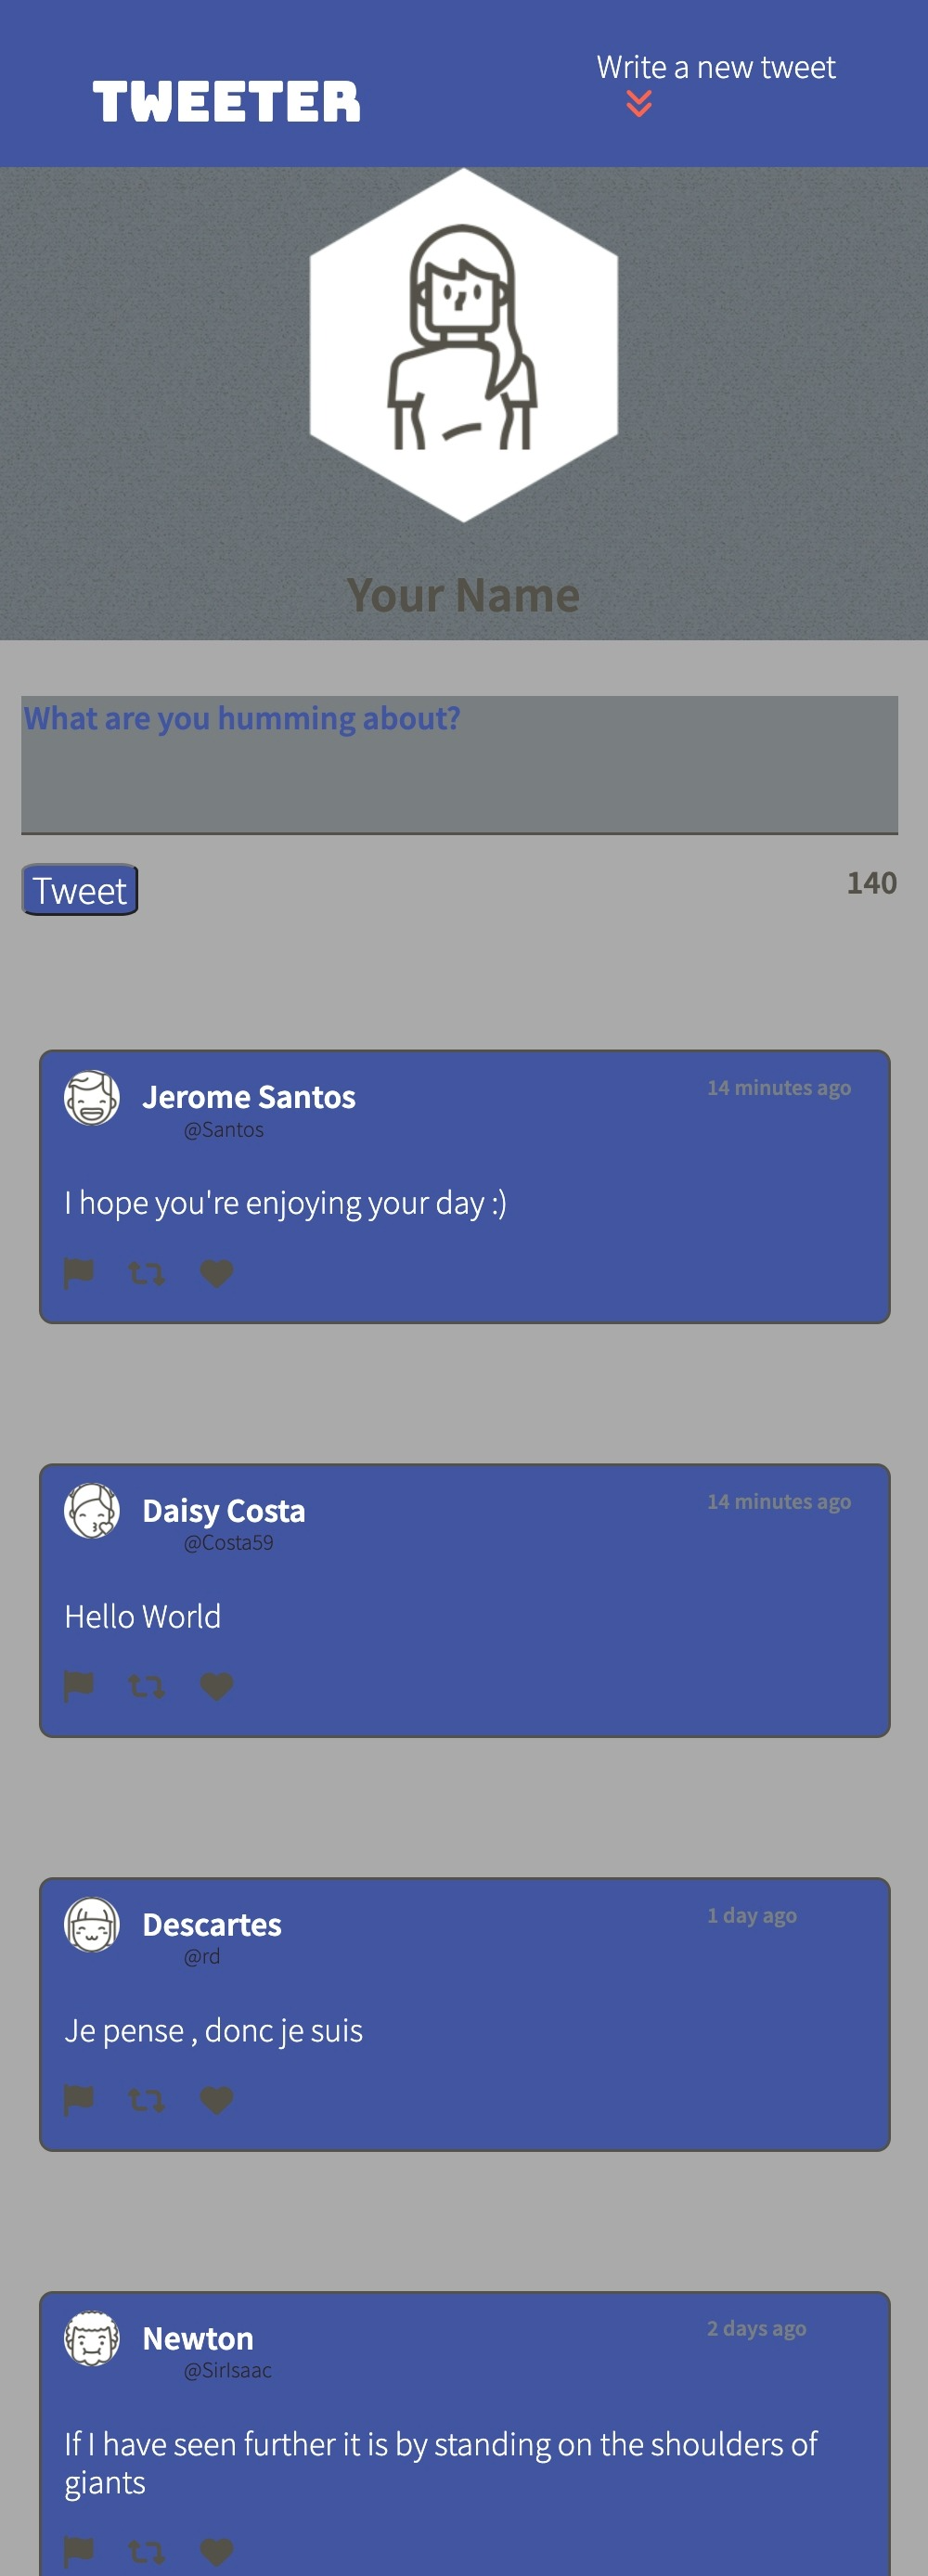 TWEETER
Write a new tweet
Your Name
What are you humming about?
Tweet
140
Jerome Santos
14 minutes ago
@Santos
I hope you're enjoying your day :)
Daisy Costa
14 minutes ago
@Costa59
Hello World
Descartes
1 day ago
@rd
Je pense , donc je suis
Newton
2 days ago
@SirIsaac
If I have seen further it is by standing on the shoulders of
giants